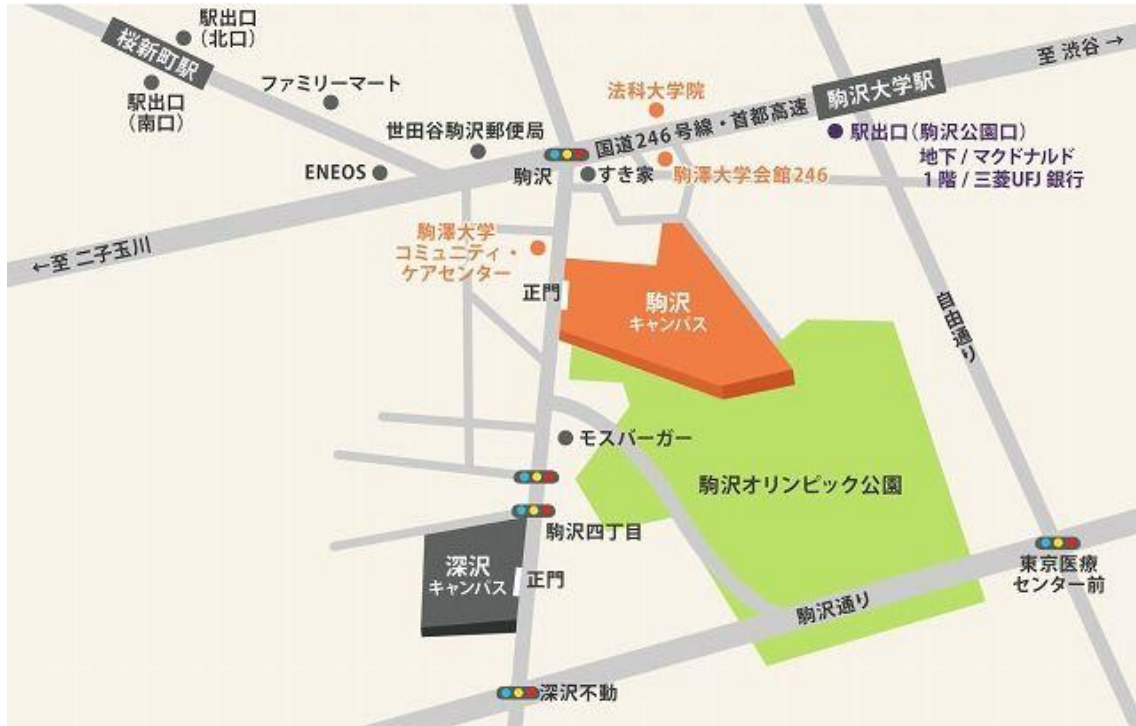 駅出口
(北口)
桜新町駅
駅出口
(南口)
ファミリーマート
世田谷駒沢郵便局
ENEOS
駒沢
すき家
国道246号線・首都高速
法科大学院
駒澤大学会館246
駒沢大学駅
至 渋谷→
駅出口(駒沢公園口)
地下 / マクドナルド
1階 / 三菱UFJ 銀行
←至 二子玉川
駒澤大学
コミュニティ・
ケアセンター
正門
駒沢
キャンパス
自由通り
モスバーガー
駒沢オリンピック公園
駒沢四丁目
深沢
キャンパス
正門
駒沢通り
東京医療
センター前
深沢不動